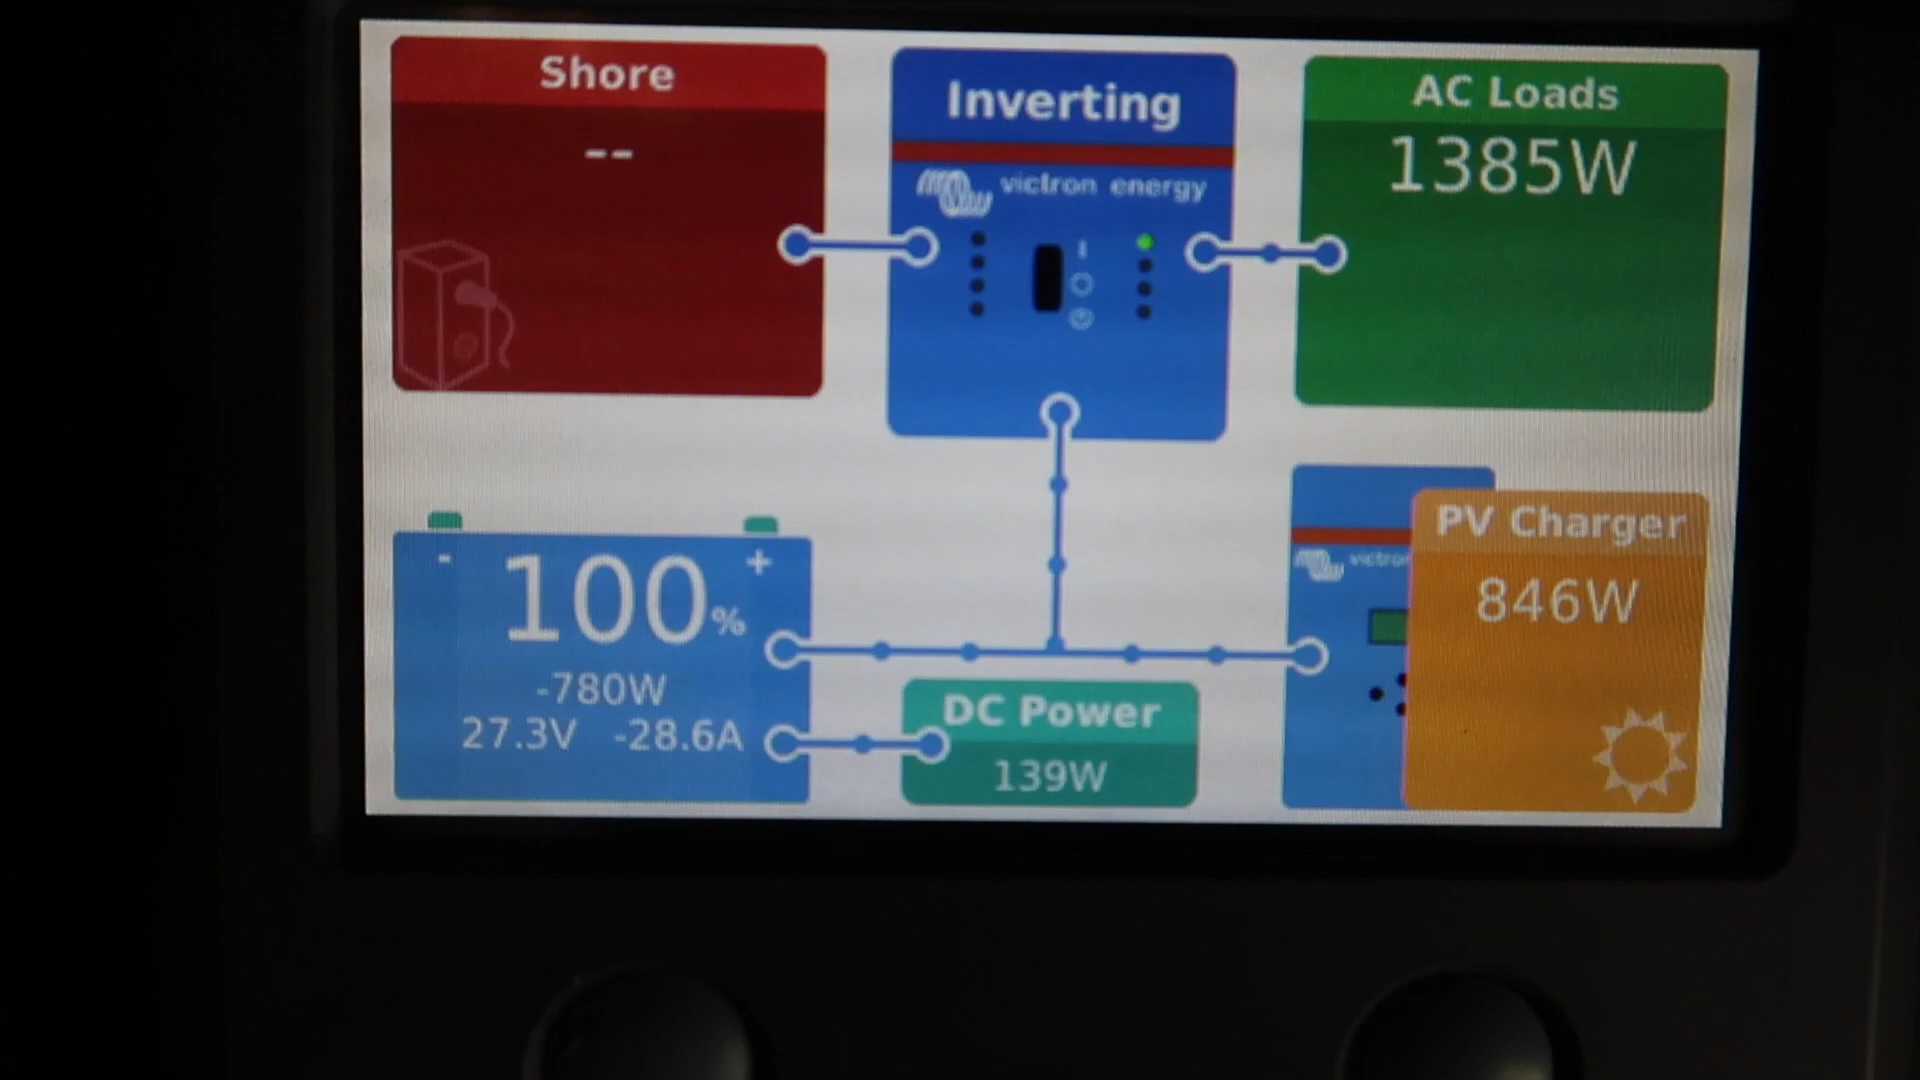 Shore
--
Inverting
victron energy
AC Loads
1385W
- +
100%
-780W
27.3V -28.6A
DC Power
139W
victro
PV Charger
846W